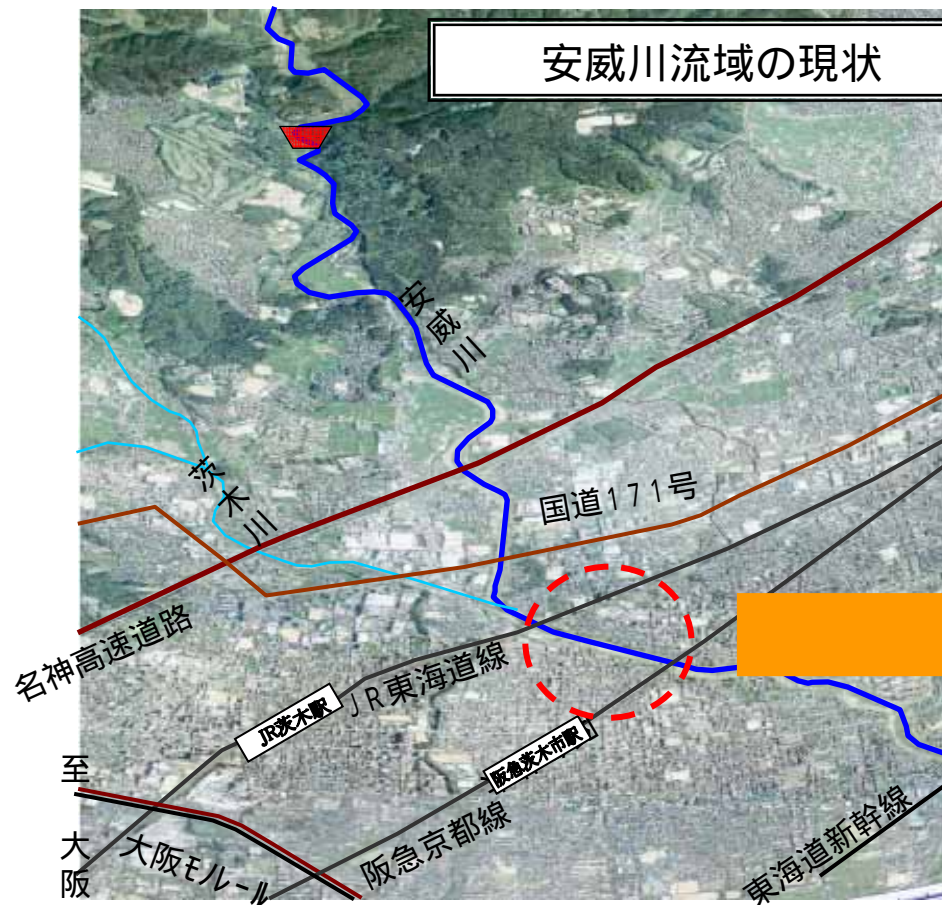 安威川流域の現状
安威川
茨木川
国道171号
名神高速道路
JR東海道線
JR茨木駅
阪急茨木市駅
至
大阪
大阪モルール
阪急京都線
東海道新幹線